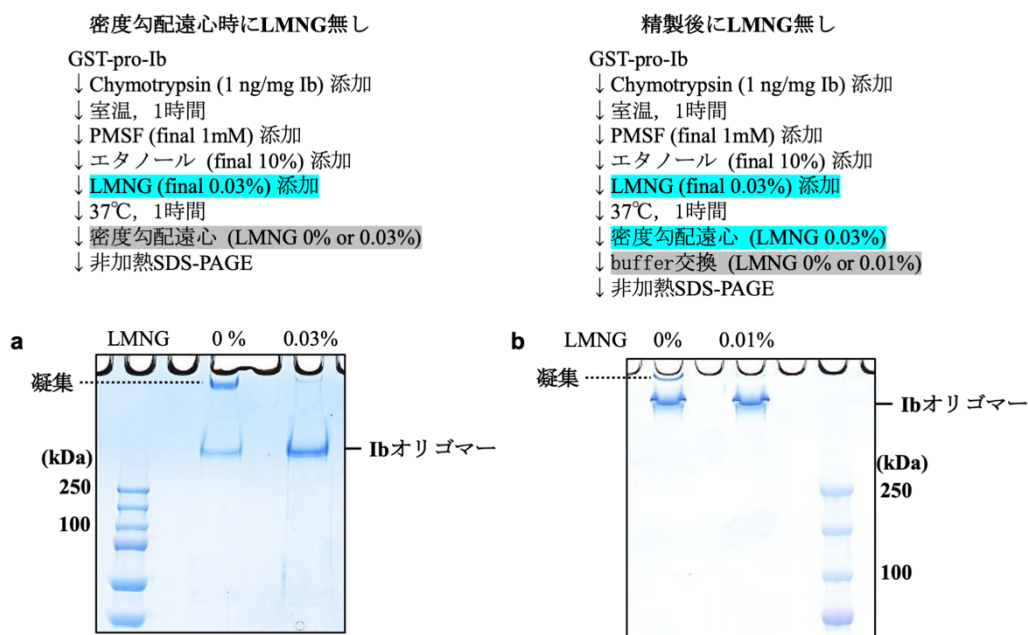 密度勾配遠心時にLMNG無し
GST-pro-Ib
↓Chymotrypsin (1 ng/mg Ib) 添加
↓室温，1時間
↓PMSF (final 1mM) 添加
↓エタノール (final 10%) 添加
↓LMNG (final 0.03%) 添加
↓37℃，1時間
↓密度勾配遠心 (LMNG 0% or 0.03%)
↓非加熱SDS-PAGE
精製後にLMNG無し
GST-pro-Ib
↓Chymotrypsin (1 ng/mg Ib) 添加
↓室温，1時間
↓PMSF (final 1mM) 添加
↓エタノール (final 10%) 添加
↓LMNG (final 0.03%) 添加
↓37℃，1時間
↓密度勾配遠心 (LMNG 0.03%)
↓buffer交換 (LMNG 0% or 0.01%)
↓非加熱SDS-PAGE
a
LMNG 0 % 0.03%
凝集
Ibオリゴマー
(kDa)
250
100
b
LMNG 0% 0.01%
凝集
Ibオリゴマー
(kDa)
250
100